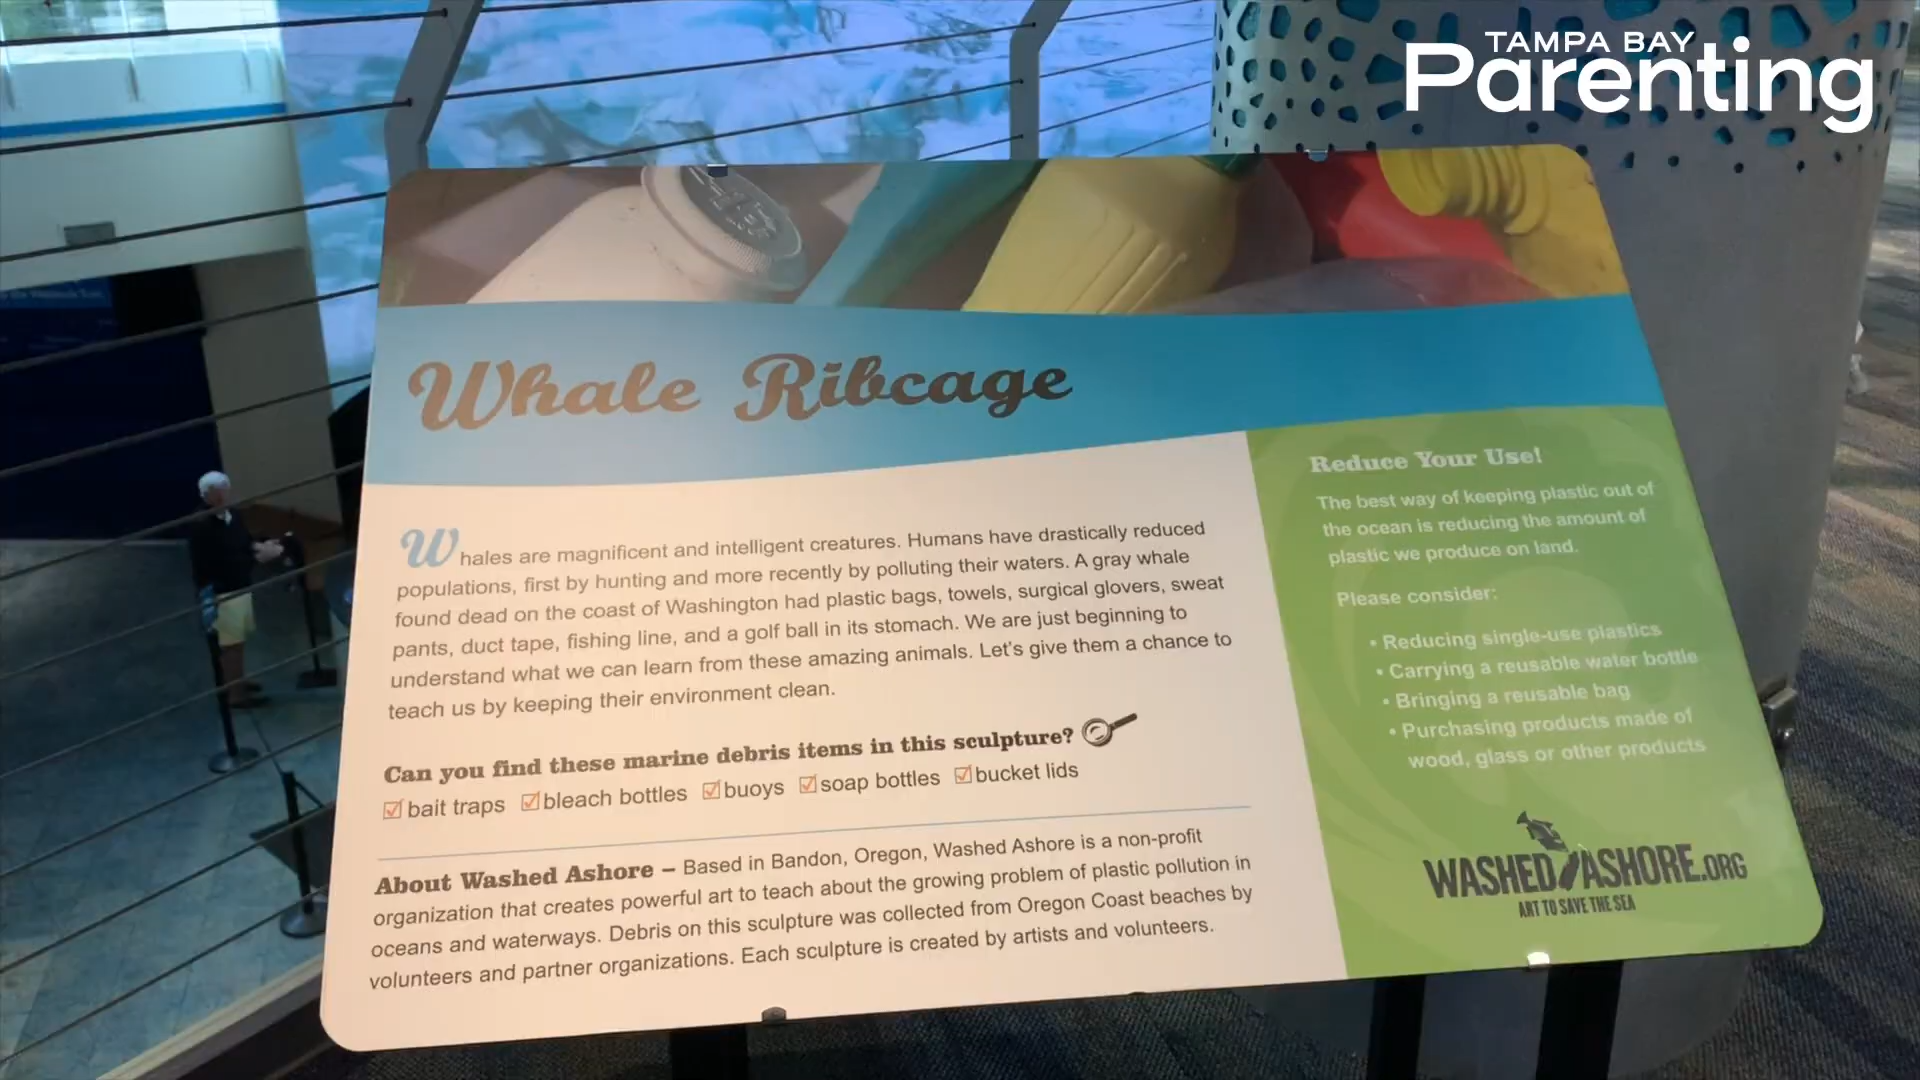 TAMPA BAY
Parenting
Whale Ribcage
Whales are magnificent and intelligent creatures. Humans have drastically reduced
populations, first by hunting and more recently by polluting their waters. A gray whale
found dead on the coast of Washington had plastic bags, towels, surgical glovers, sweat
pants, duct tape, fishing line, and a golf ball in its stomach. We are just beginning to
understand what we can learn from these amazing animals. Let's give them a chance to
teach us by keeping their environment clean.
Can you find these marine debris items in this sculpture?
bait traps bleach bottles buoys soap bottles bucket lids
About Washed Ashore – Based in Bandon, Oregon, Washed Ashore is a non-profit
organization that creates powerful art to teach about the growing problem of plastic pollution in
oceans and waterways. Debris on this sculpture was collected from Oregon Coast beaches by
volunteers and partner organizations. Each sculpture is created by artists and volunteers.
Reduce Your Use!
The best way of keeping plastic out of
the ocean is reducing the amount of
plastic we produce on land.
Please consider:
• Reducing single-use plastics
• Carrying a reusable water bottle
• Bringing a reusable bag
• Purchasing products made of
wood, glass or other products
WASHED ASHORE.ORG
ART TO SAVE THE SEA